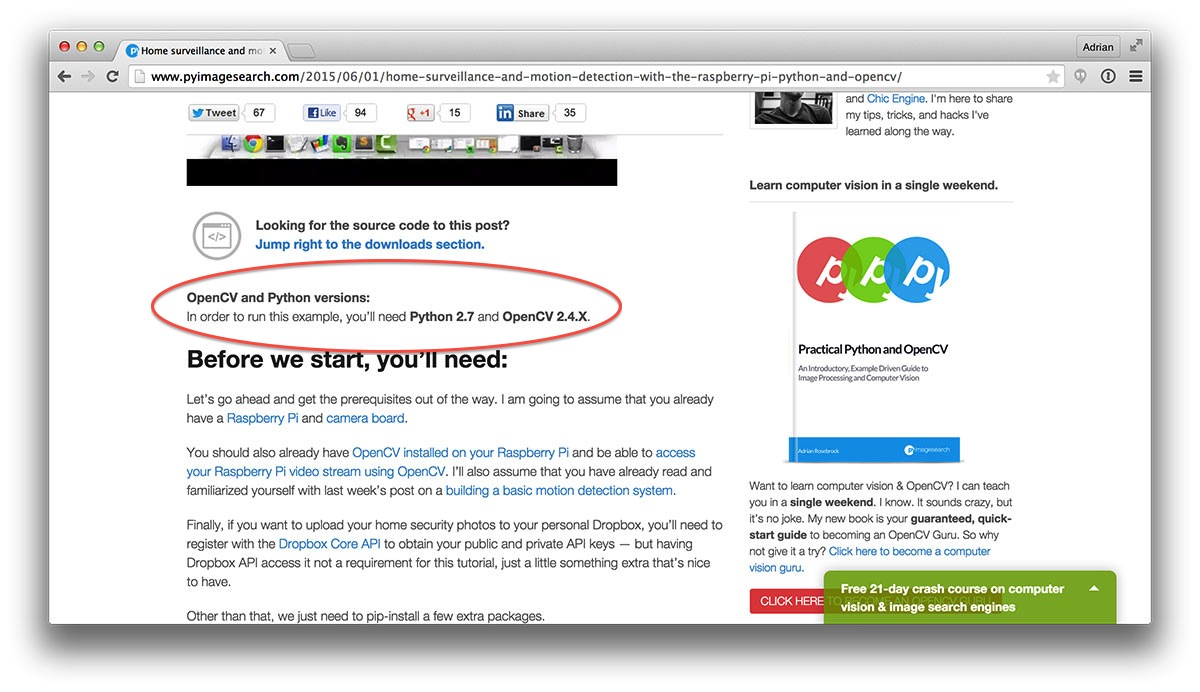 Home surveillance and mo
Adrian
www.pyimagesearch.com/2015/06/01/home-surveillance-and-motion-detection-with-the-raspberry-pi-python-and-opencv/
Tweet 67
Like 94
+1 15
Share 35
Looking for the source code to this post?
Jump right to the downloads section.
OpenCV and Python versions:
In order to run this example, you'll need Python 2.7 and OpenCV 2.4.X.
Before we start, you'll need:
Let's go ahead and get the prerequisites out of the way. I am going to assume that you already
have a Raspberry Pi and camera board.
You should also already have OpenCV installed on your Raspberry Pi and be able to access
your Raspberry Pi video stream using OpenCV. I'll also assume that you have already read and
familiarized yourself with last week's post on a building a basic motion detection system.
Finally, if you want to upload your home security photos to your personal Dropbox, you'll need to
register with the Dropbox Core API to obtain your public and private API keys — but having
Dropbox API access it not a requirement for this tutorial, just a little something extra that's nice
to have.
Other than that, we just need to pip-install a few extra packages.
and Chic Engine. I'm here to share
my tips, tricks, and hacks I've
learned along the way.
Learn computer vision in a single weekend.
py py py
Practical Python and OpenCV
An Introductory, Example Driven Guide to
Image Processing and Computer Vision
Adrian Rosebrock
pyimagesearch
Want to learn computer vision & OpenCV? I can teach
you in a single weekend. I know. It sounds crazy, but
it's no joke. My new book is your guaranteed, quick-
start guide to becoming an OpenCV Guru. So why
not give it a try? Click here to become a computer
vision guru.
CLICK HERE TO BECOME AN OPENCV GURU
Free 21-day crash course on computer
vision & image search engines